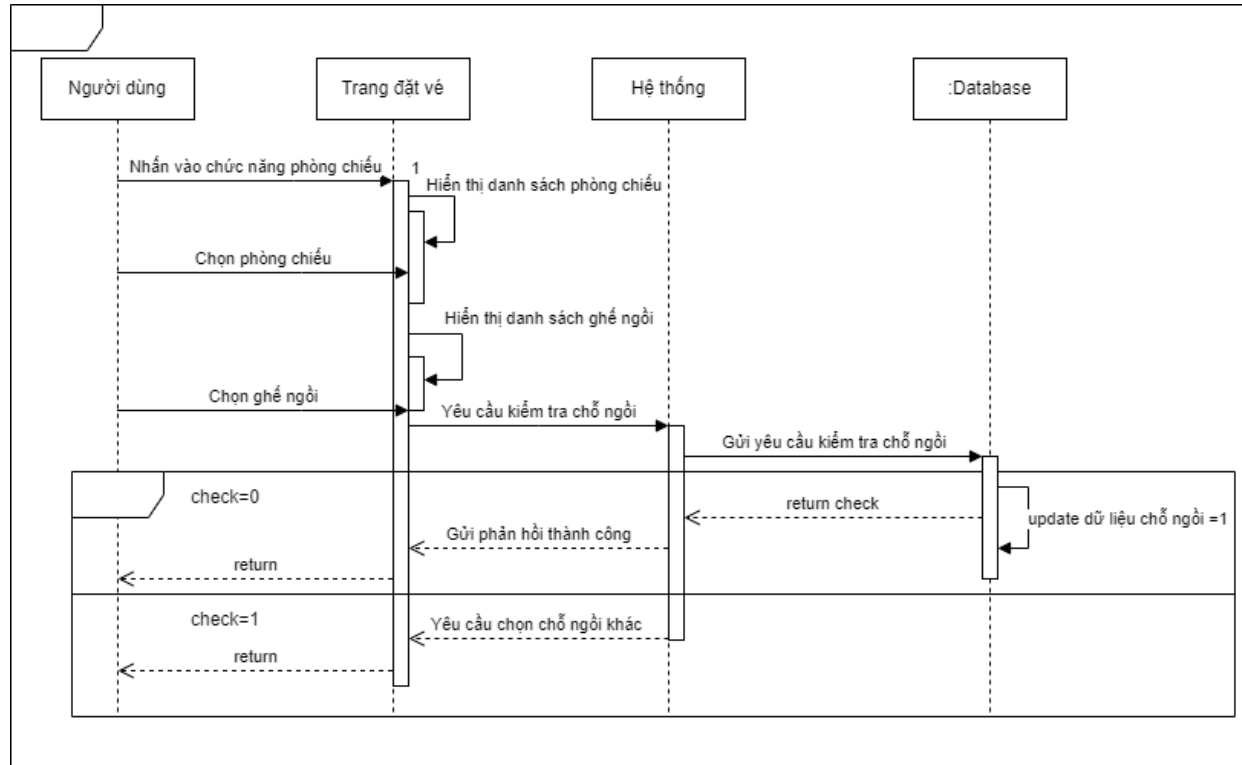 Người dùng
Trang đặt vé
Hệ thống
:Database
Nhấn vào chức năng phòng chiếu
1
Hiển thị danh sách phòng chiếu
Chọn phòng chiếu
Hiển thị danh sách ghế ngồi
Chọn ghế ngồi
Yêu cầu kiểm tra chỗ ngồi
Gửi yêu cầu kiểm tra chỗ ngồi
check=0
return check
update dữ liệu chỗ ngồi =1
Gửi phản hồi thành công
return
check=1
Yêu cầu chọn chỗ ngồi khác
return